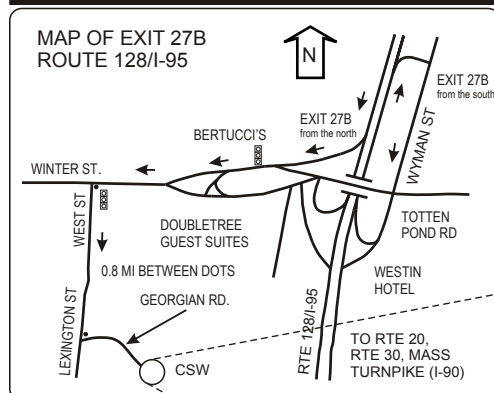 MAP OF EXIT 27B
ROUTE 128/I-95
N
EXIT 27B
from the south
EXIT 27B
from the north
WYMAN ST
BERTUCCI'S
WINTER ST.
WEST ST
DOUBLETREE
GUEST SUITES
TOTTEN
POND RD
0.8 MI BETWEEN DOTS
WESTIN
HOTEL
GEORGIAN RD.
LEXINGTON ST
RTE 128/I-95
CSW
TO RTE 20,
RTE 30, MASS
TURNPIKE (I-90)